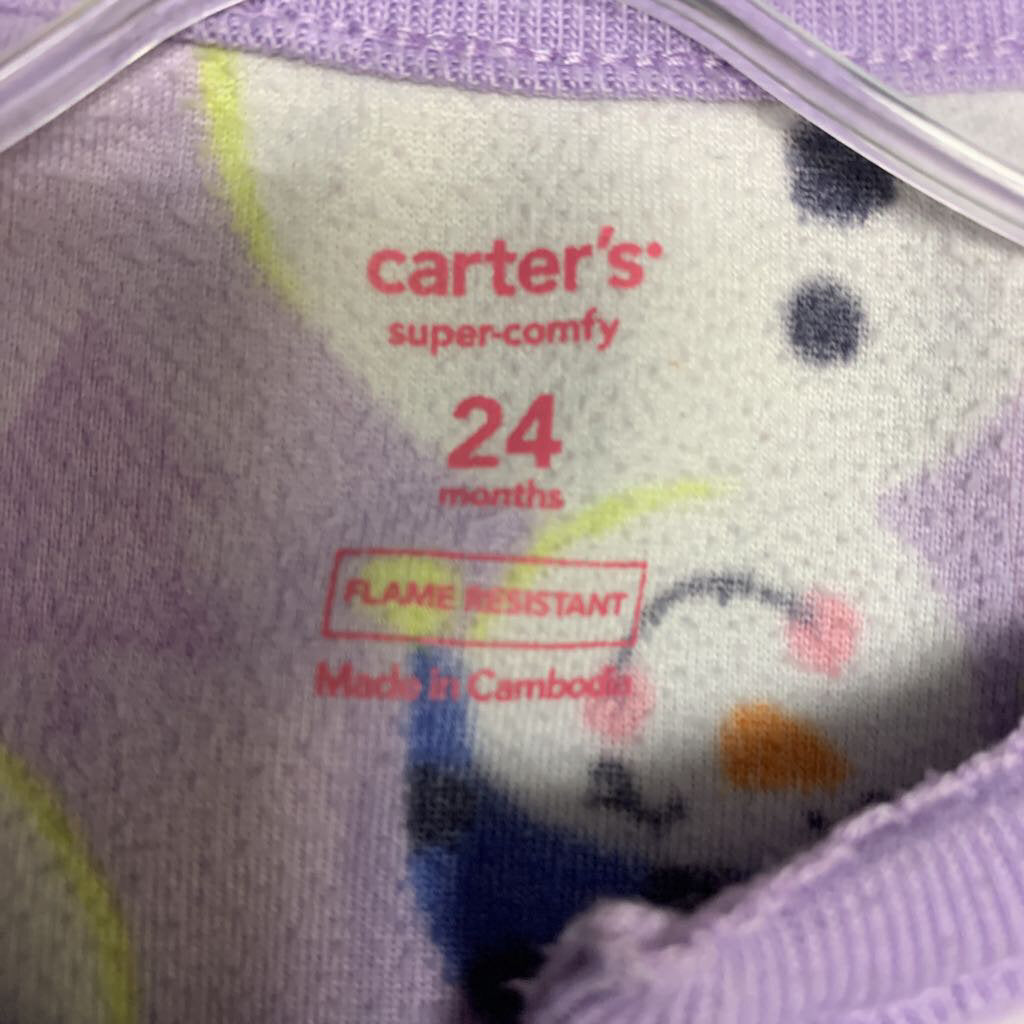 carter's
super-comfy
24
months
FLAME RESISTANT
Made in Cambodia